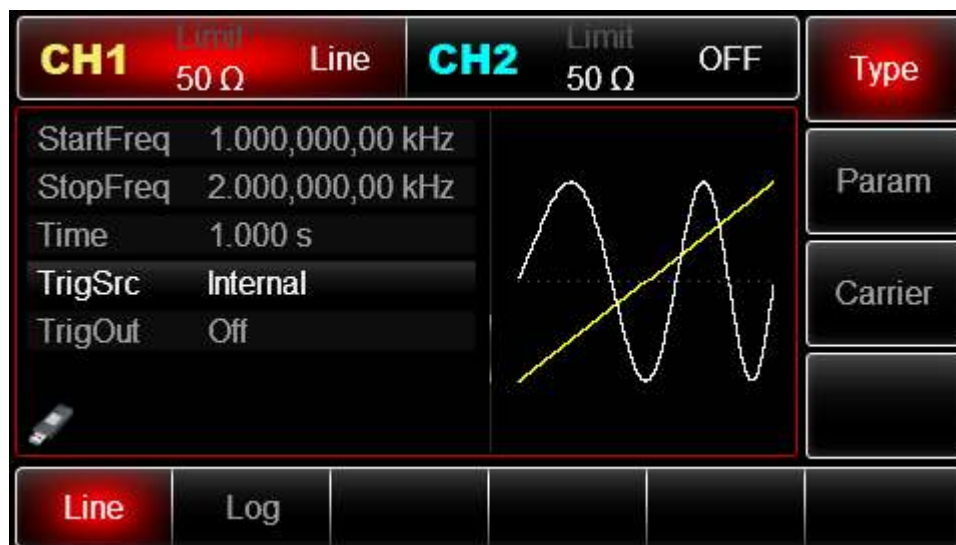 CH1 Limit 50 Ω Line CH2 Limit 50 Ω OFF Type
StartFreq 1.000,000,00 kHz
StopFreq 2.000,000,00 kHz
Time 1.000 s
TrigSrc Internal
TrigOut Off
Param
Carrier
Line Log